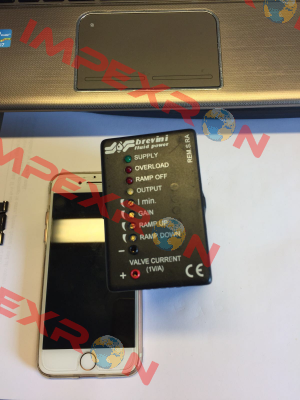 IMPEXRON
brevini
fluid power
SUPPLY
OVERLOAD
RAMP OFF
OUTPUT
I min.
GAIN
RAMP UP
RAMP DOWN
−
VALVE CURRENT
(1V/A)
+
CE
REM.S.RA